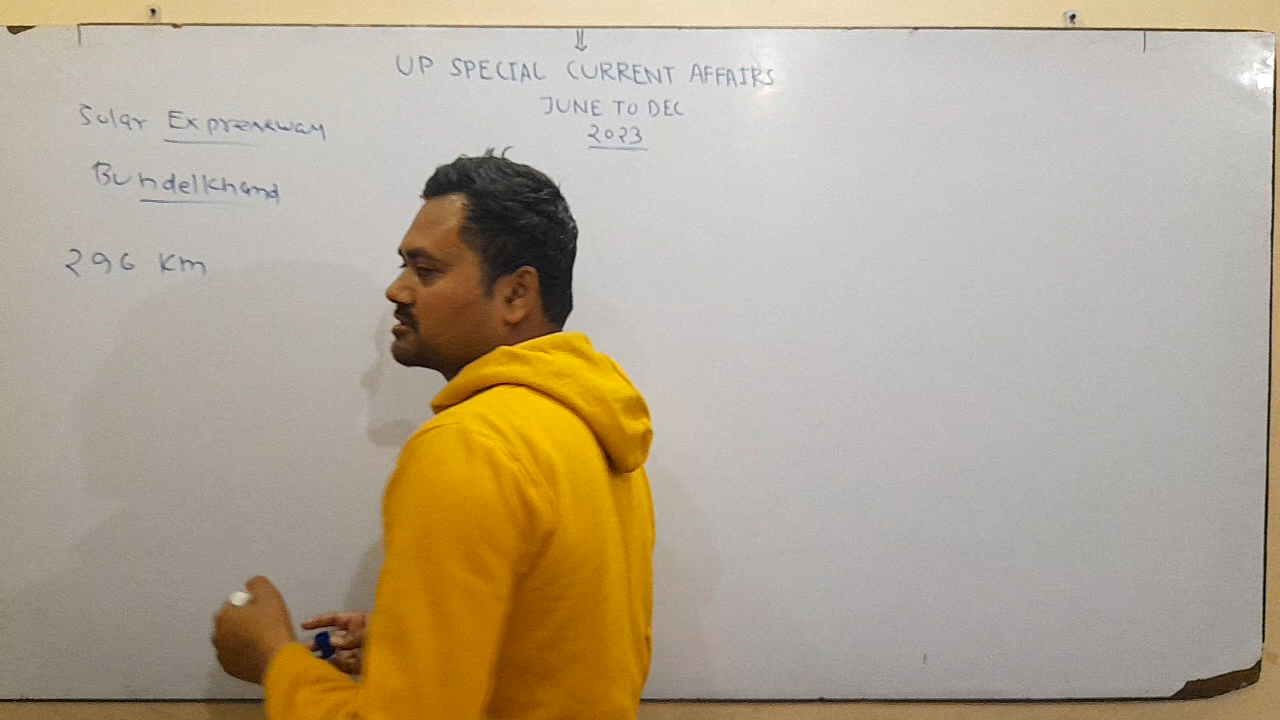 UP SPECIAL CURRENT AFFAIRS
JUNE TO DEC
2023
Solar Expressway
Bundelkhand
296 Km